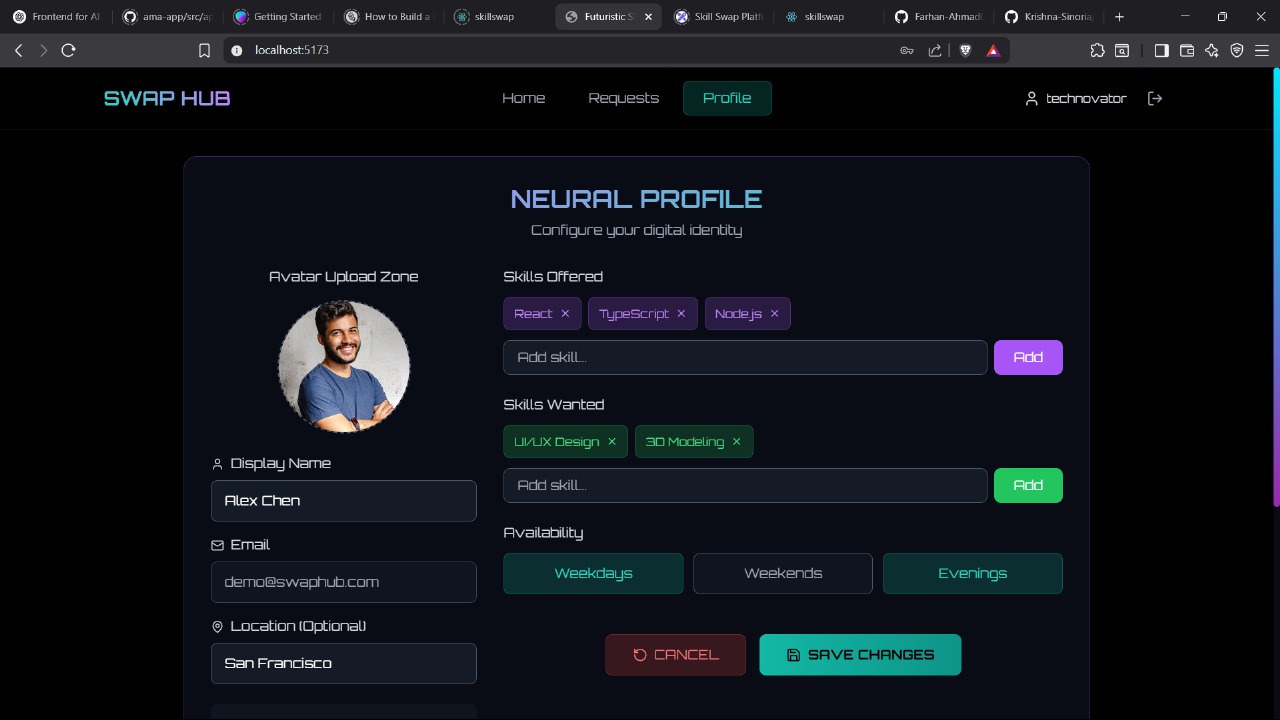 Frontend for AI
ama-app/src/ap
Getting Started
How to Build a
skillswap
Futuristic S
Skill Swap Platf
skillswap
Farhan-Ahmad
Krishna-Sinoria/
localhost:5173
SWAP HUB
Home
Requests
Profile
technovator
NEURAL PROFILE
Configure your digital identity
Avatar Upload Zone
Display Name
Alex Chen
Email
demo@swaphub.com
Location (Optional)
San Francisco
Skills Offered
React × TypeScript × Node.js ×
Add skill...
Add
Skills Wanted
UI/UX Design × 3D Modeling ×
Add skill...
Add
Availability
Weekdays
Weekends
Evenings
CANCEL
SAVE CHANGES